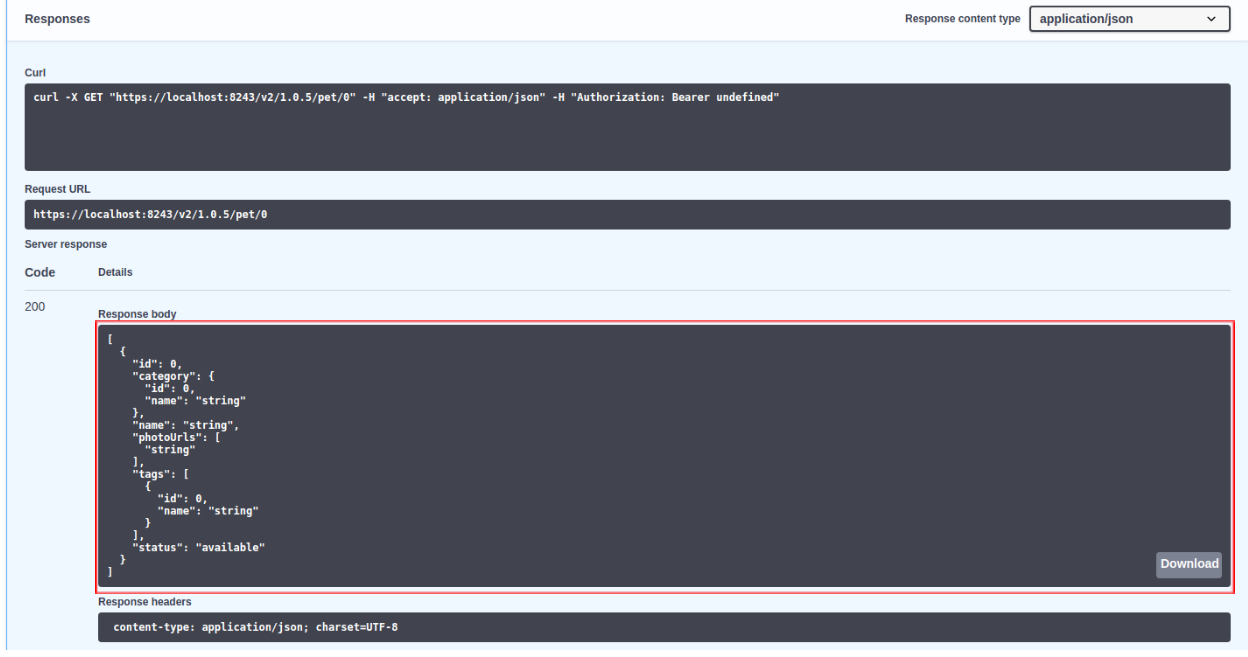 Responses
Response content type application/json
Curl
curl -X GET "https://localhost:8243/v2/1.0.5/pet/0" -H "accept: application/json" -H "Authorization: Bearer undefined"
Request URL
https://localhost:8243/v2/1.0.5/pet/0
Server response
Code Details
200
Response body
[
  {
    "id": 0,
    "category": {
      "id": 0,
      "name": "string"
    },
    "name": "string",
    "photoUrls": [
      "string"
    ],
    "tags": [
      {
        "id": 0,
        "name": "string"
      }
    ],
    "status": "available"
  }
]
Download
Response headers
content-type: application/json; charset=UTF-8